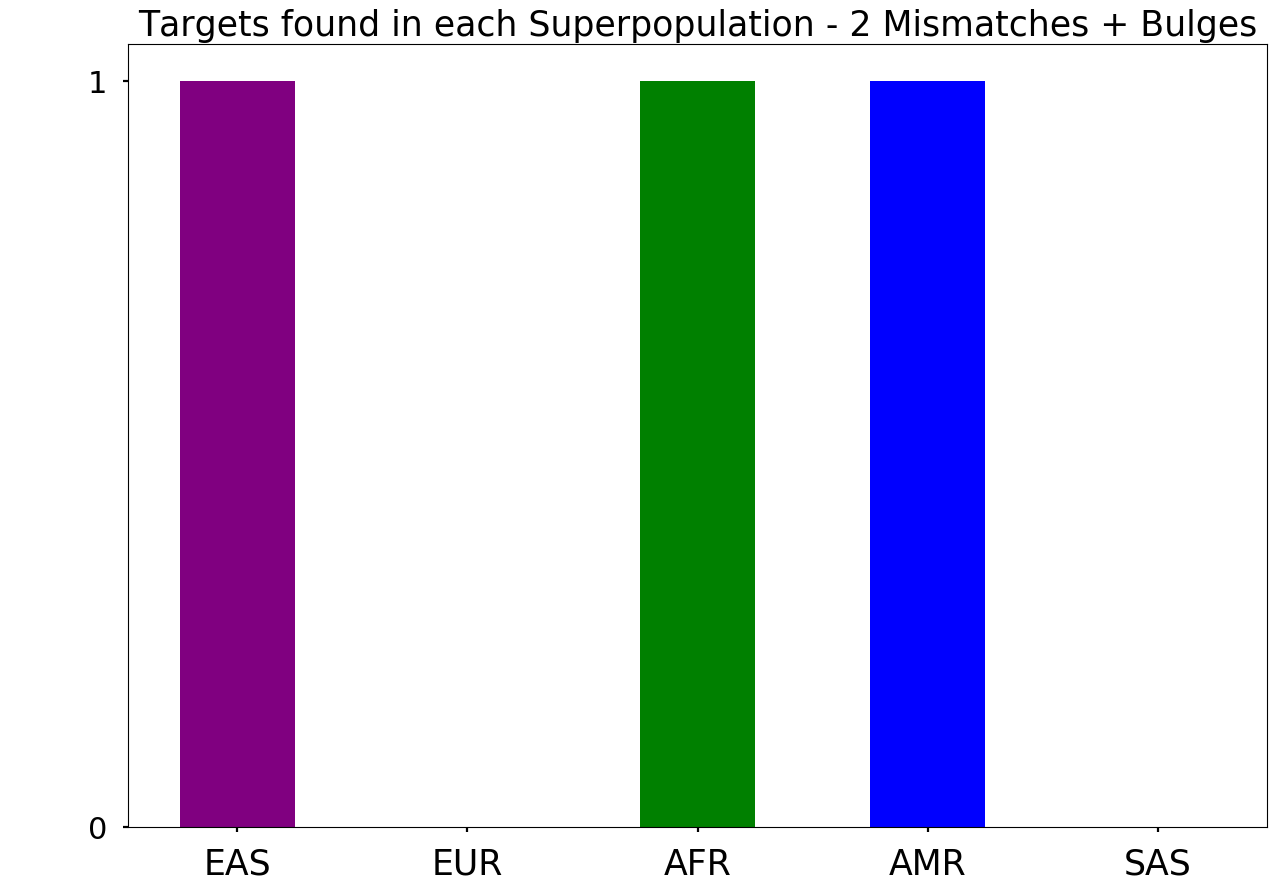 Targets found in each Superpopulation - 2 Mismatches + Bulges
1
0
EAS EUR AFR AMR SAS